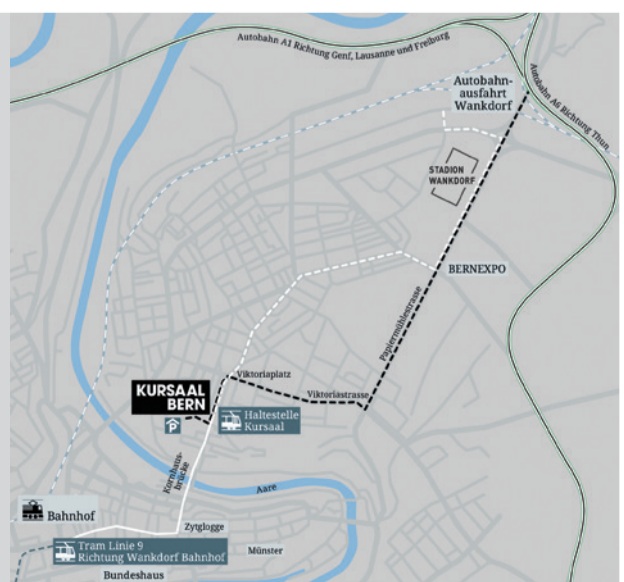 Autobahn A1 Richtung Genf, Lausanne und Freiburg
Autobahn-
ausfahrt
Wankdorf
Autobahn A6 Richtung Thun
STADION
WANKDORF
BERNEXPO
Papiermühlestrasse
Viktoriaplatz
Viktoriastrasse
KURSAAL
BERN
P
Haltestelle
Kursaal
Kornhaus-
brücke
Aare
Bahnhof
Zytglogge
Tram Linie 9
Richtung Wankdorf Bahnhof
Münster
Bundeshaus